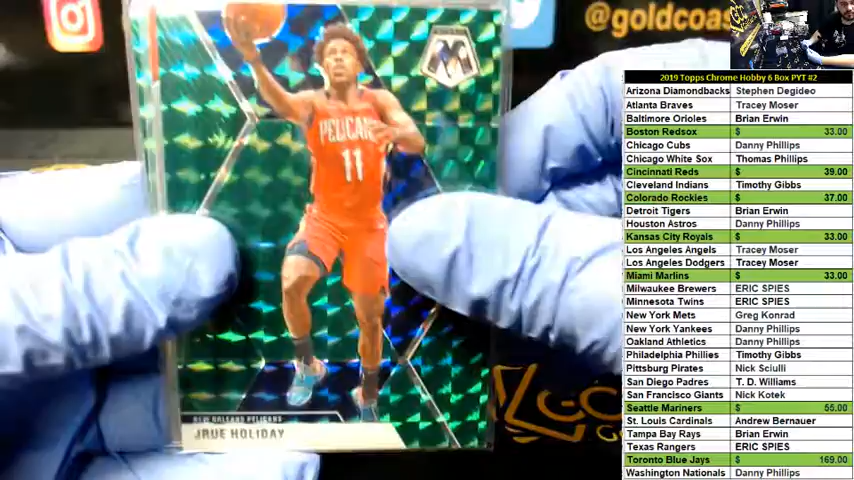 @goldcoas
MOSAIC
PELICANS
11
NEW ORLEANS PELICANS
JRUE HOLIDAY
2019 Topps Chrome Hobby 6 Box PYT #2
Arizona Diamondbacks Stephen Degideo
Atlanta Braves Tracey Moser
Baltimore Orioles Brian Erwin
Boston Redsox $ 33.00
Chicago Cubs Danny Phillips
Chicago White Sox Thomas Phillips
Cincinnati Reds $ 39.00
Cleveland Indians Timothy Gibbs
Colorado Rockies $ 37.00
Detroit Tigers Brian Erwin
Houston Astros Danny Phillips
Kansas City Royals $ 33.00
Los Angeles Angels Tracey Moser
Los Angeles Dodgers Tracey Moser
Miami Marlins $ 33.00
Milwaukee Brewers ERIC SPIES
Minnesota Twins ERIC SPIES
New York Mets Greg Konrad
New York Yankees Danny Phillips
Oakland Athletics Danny Phillips
Philadelphia Phillies Timothy Gibbs
Pittsburg Pirates Nick Sciulli
San Diego Padres T. D. Williams
San Francisco Giants Nick Kotek
Seattle Mariners $ 55.00
St. Louis Cardinals Andrew Bernauer
Tampa Bay Rays Brian Erwin
Texas Rangers ERIC SPIES
Toronto Blue Jays $ 169.00
Washington Nationals Danny Phillips